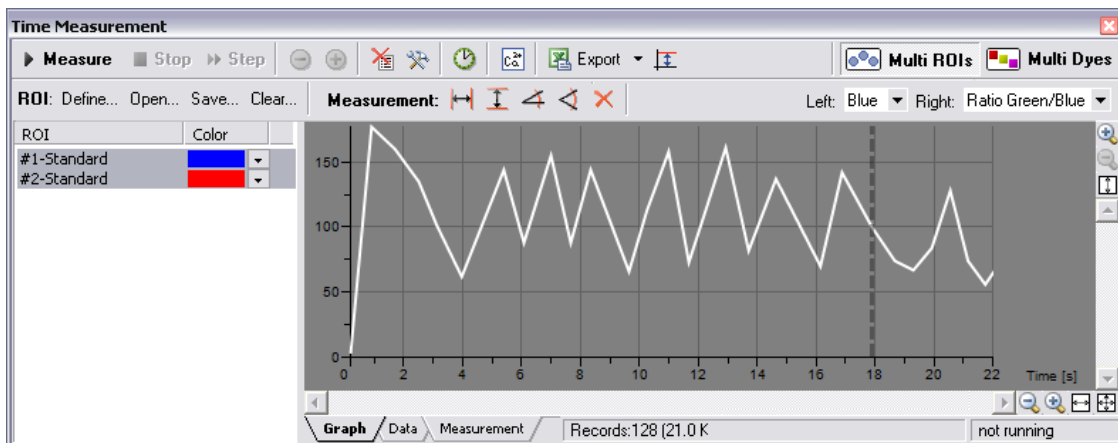 Time Measurement
Measure Stop Step Ca2+ Export Multi ROIs Multi Dyes
ROI: Define... Open... Save... Clear... Measurement: Left: Blue Right: Ratio Green/Blue
ROI Color
#1-Standard
#2-Standard
150
100
50
0
0 2 4 6 8 10 12 14 16 18 20 22 Time [s]
Graph Data Measurement Records:128 (21.0 K not running